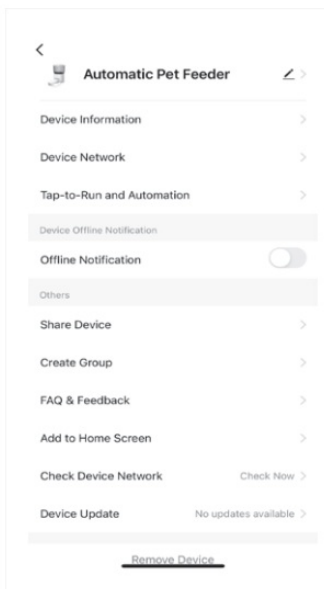 Automatic Pet Feeder
Device Information
Device Network
Tap-to-Run and Automation
Device Offline Notification
Offline Notification
Others
Share Device
Create Group
FAQ & Feedback
Add to Home Screen
Check Device Network Check Now
Device Update No updates available
Remove Device